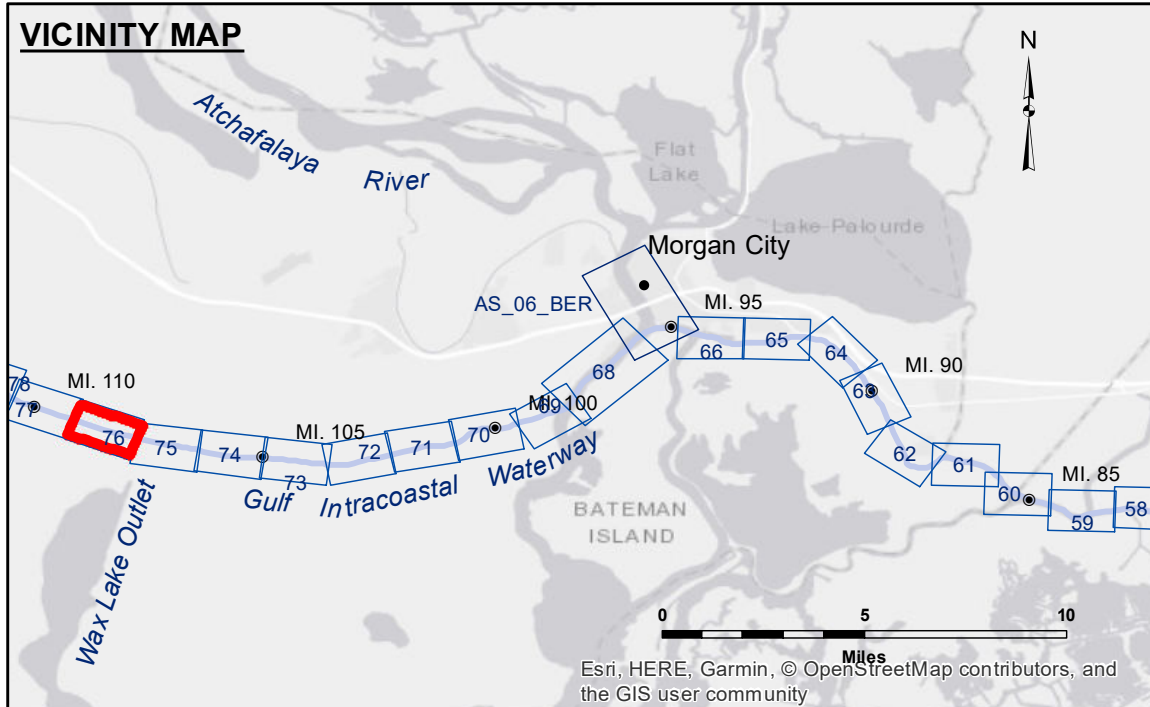 VICINITY MAP
N
Atchafalaya
River
Flat
Lake
Lake Palourde
Morgan City
AS_06_BER
MI. 95
66
65
64
68
MI. 90
63
MI. 110
78
77
76
75
74
MI. 105
73
72
71
70
69
MI. 100
62
61
60
MI. 85
59
58
Gulf Intracoastal Waterway
Wax Lake Outlet
BATEMAN
ISLAND
0 5 10
Miles
Esri, HERE, Garmin, © OpenStreetMap contributors, and
the GIS user community